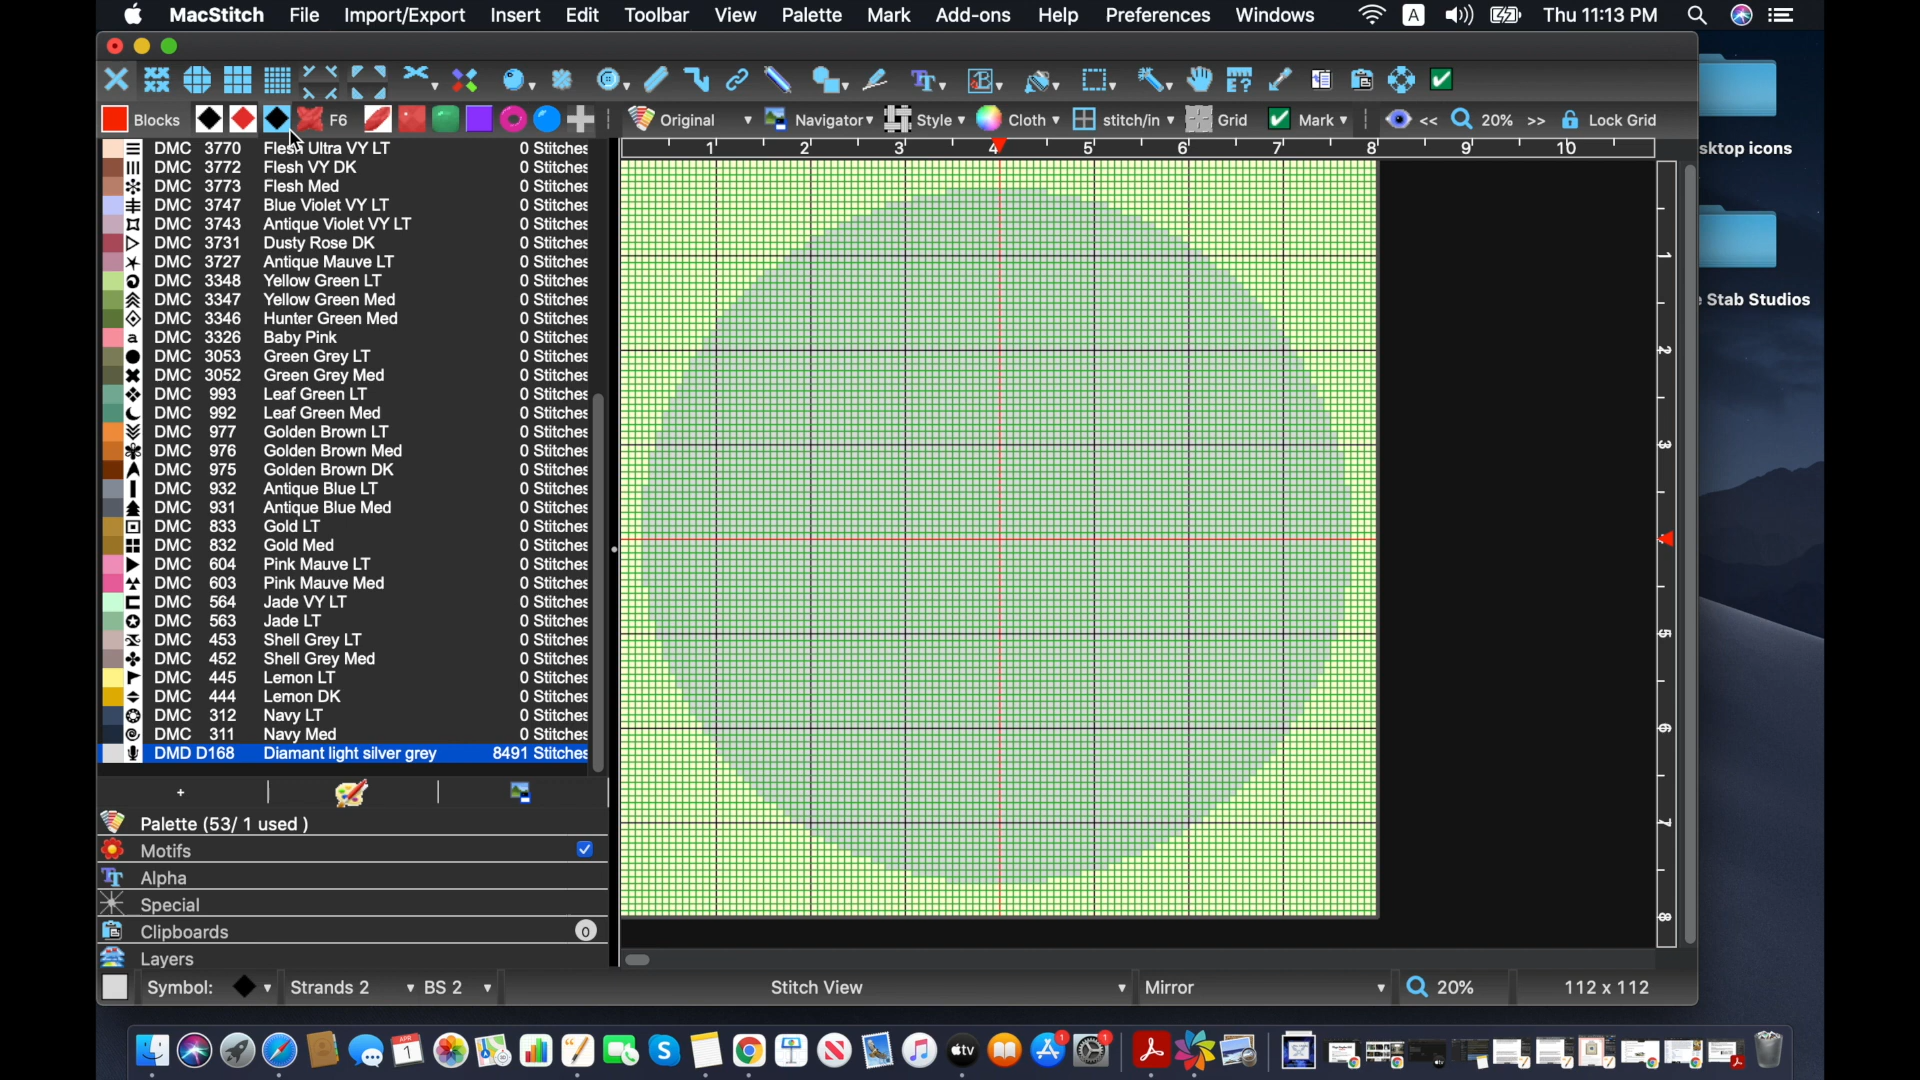 MacStitch File Import/Export Insert Edit Toolbar View Palette Mark Add-ons Help Preferences Windows A Thu 11:13 PM
Blocks F6 Original Navigator Style Cloth stitch/in Grid Mark << 20% >> Lock Grid
DMC 3770 Flesh Ultra VY LT 0 Stitches
DMC 3772 Flesh VY DK 0 Stitches
DMC 3773 Flesh Med 0 Stitches
DMC 3747 Blue Violet VY LT 0 Stitches
DMC 3743 Antique Violet VY LT 0 Stitches
DMC 3731 Dusty Rose DK 0 Stitches
DMC 3727 Antique Mauve LT 0 Stitches
DMC 3348 Yellow Green LT 0 Stitches
DMC 3347 Yellow Green Med 0 Stitches
DMC 3346 Hunter Green Med 0 Stitches
a DMC 3326 Baby Pink 0 Stitches
DMC 3053 Green Grey LT 0 Stitches
DMC 3052 Green Grey Med 0 Stitches
DMC 993 Leaf Green LT 0 Stitches
DMC 992 Leaf Green Med 0 Stitches
DMC 977 Golden Brown LT 0 Stitches
DMC 976 Golden Brown Med 0 Stitches
DMC 975 Golden Brown DK 0 Stitches
DMC 932 Antique Blue LT 0 Stitches
DMC 931 Antique Blue Med 0 Stitches
DMC 833 Gold LT 0 Stitches
DMC 832 Gold Med 0 Stitches
DMC 604 Pink Mauve LT 0 Stitches
DMC 603 Pink Mauve Med 0 Stitches
DMC 564 Jade VY LT 0 Stitches
DMC 563 Jade LT 0 Stitches
DMC 453 Shell Grey LT 0 Stitches
DMC 452 Shell Grey Med 0 Stitches
DMC 445 Lemon LT 0 Stitches
DMC 444 Lemon DK 0 Stitches
DMC 312 Navy LT 0 Stitches
DMC 311 Navy Med 0 Stitches
DMD D168 Diamant light silver grey 8491 Stitches
+
Palette (53/ 1 used )
Motifs
Alpha
Special
Clipboards 0
Layers
1 2 3 4 5 6 7 8 9 10
1
2
3
5
6
7
8
sktop icons
e Stab Studios
Symbol: Strands 2 BS 2 Stitch View Mirror 20% 112 x 112
APR
1
tv
1
1